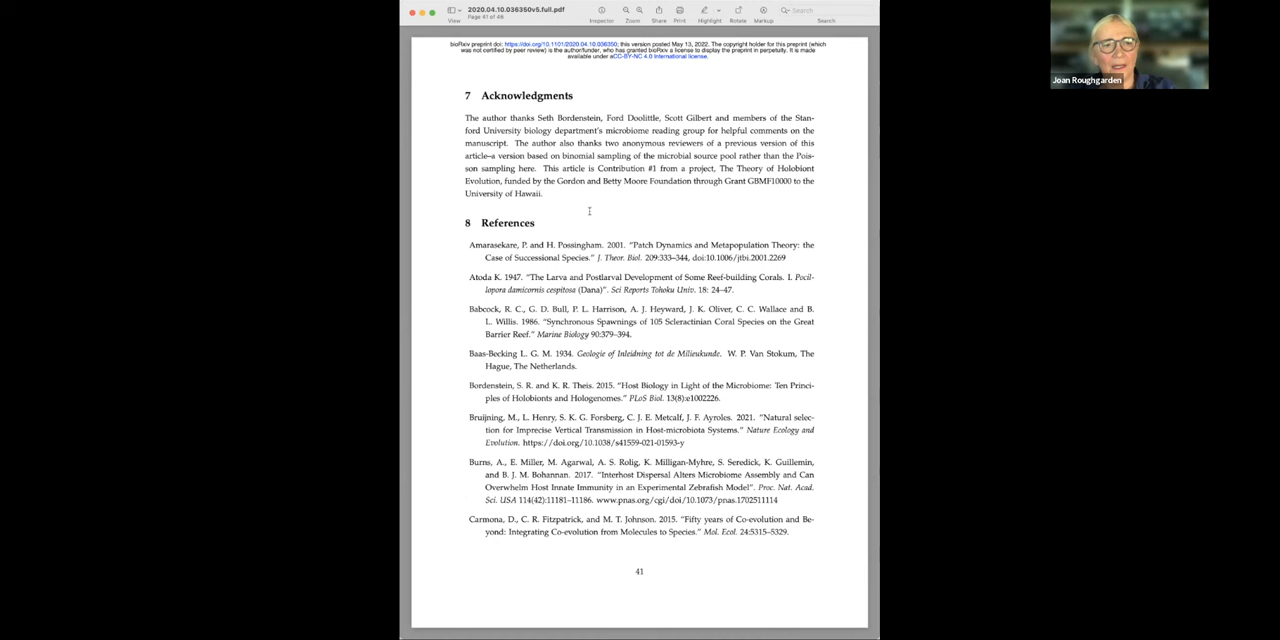 2020.04.10.036350v5.full.pdf
Page 41 of 46
View
Inspector
Zoom
Share
Print
Highlight
Rotate
Markup
Search
Search
Joan Roughgarden
bioRxiv preprint doi: https://doi.org/10.1101/2020.04.10.036350; this version posted May 13, 2022. The copyright holder for this preprint (which
was not certified by peer review) is the author/funder, who has granted bioRxiv a license to display the preprint in perpetuity. It is made
available under aCC-BY-NC 4.0 International license.
7 Acknowledgments
The author thanks Seth Bordenstein, Ford Doolittle, Scott Gilbert and members of the Stan-
ford University biology department's microbiome reading group for helpful comments on the
manuscript. The author also thanks two anonymous reviewers of a previous version of this
article–a version based on binomial sampling of the microbial source pool rather than the Pois-
son sampling here. This article is Contribution #1 from a project, The Theory of Holobiont
Evolution, funded by the Gordon and Betty Moore Foundation through Grant GBMF10000 to the
University of Hawaii.
8 References
Amarasekare, P. and H. Possingham. 2001. "Patch Dynamics and Metapopulation Theory: the
Case of Successional Species." J. Theor. Biol. 209:333–344, doi:10.1006/jtbi.2001.2269
Atoda K. 1947. "The Larva and Postlarval Development of Some Reef-building Corals. I. Pocil-
lopora damicornis cespitosa (Dana)". Sci Reports Tohoku Univ. 18: 24–47.
Babcock, R. C., G. D. Bull, P. L. Harrison, A. J. Heyward, J. K. Oliver, C. C. Wallace and B.
L. Willis. 1986. "Synchronous Spawnings of 105 Scleractinian Coral Species on the Great
Barrier Reef." Marine Biology 90:379–394.
Baas-Becking L. G. M. 1934. Geologie of Inleidning tot de Milieukunde. W. P. Van Stokum, The
Hague, The Netherlands.
Bordenstein, S. R. and K. R. Theis. 2015. "Host Biology in Light of the Microbiome: Ten Princi-
ples of Holobionts and Hologenomes." PLoS Biol. 13(8):e1002226.
Bruijning, M., L. Henry, S. K. G. Forsberg, C. J. E. Metcalf, J. F. Ayroles. 2021. "Natural selec-
tion for Imprecise Vertical Transmission in Host-microbiota Systems." Nature Ecology and
Evolution. https://doi.org/10.1038/s41559-021-01593-y
Burns, A., E. Miller, M. Agarwal, A. S. Rolig, K. Milligan-Myhre, S. Seredick, K. Guillemin,
and B. J. M. Bohannan. 2017. "Interhost Dispersal Alters Microbiome Assembly and Can
Overwhelm Host Innate Immunity in an Experimental Zebrafish Model". Proc. Nat. Acad.
Sci. USA 114(42):11181–11186. www.pnas.org/cgi/doi/10.1073/pnas.1702511114
Carmona, D., C. R. Fitzpatrick, and M. T. Johnson. 2015. "Fifty years of Co-evolution and Be-
yond: Integrating Co-evolution from Molecules to Species." Mol. Ecol. 24:5315–5329.
41